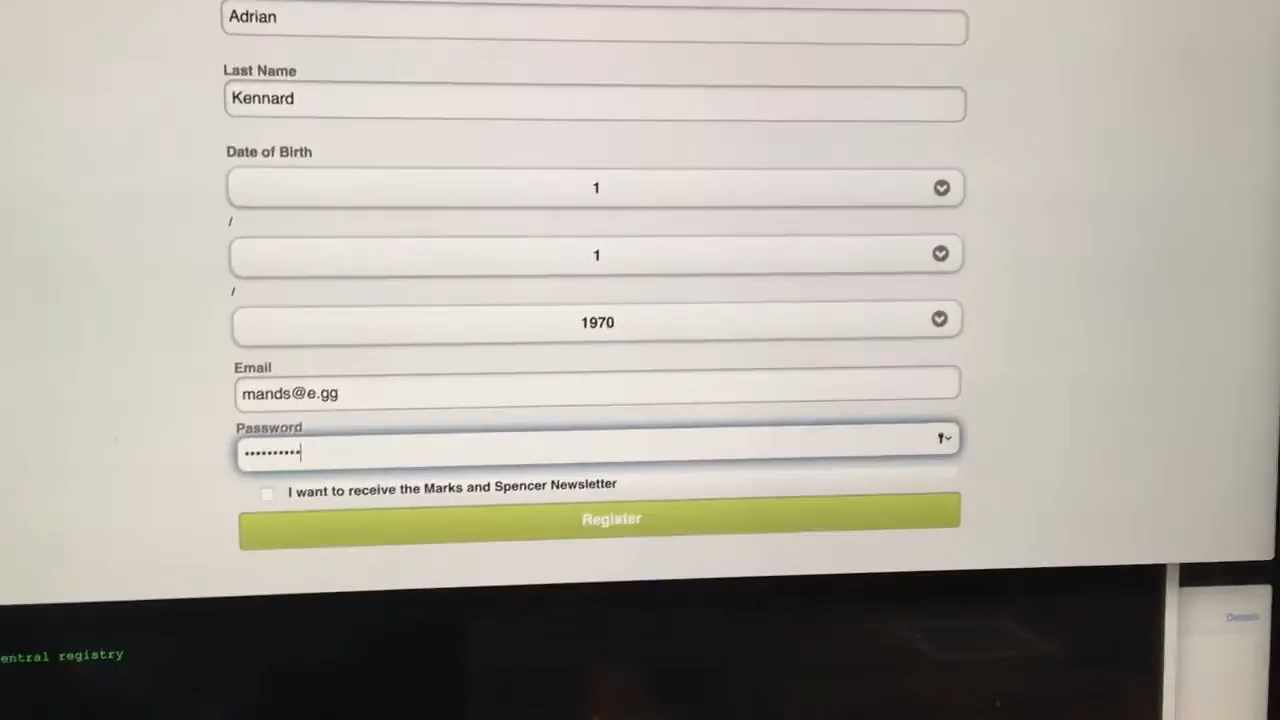 Adrian
Last Name
Kennard
Date of Birth
1
/
1
/
1970
Email
mands@e.gg
Password
••••••••••
I want to receive the Marks and Spencer Newsletter
Register
entral registry
Details